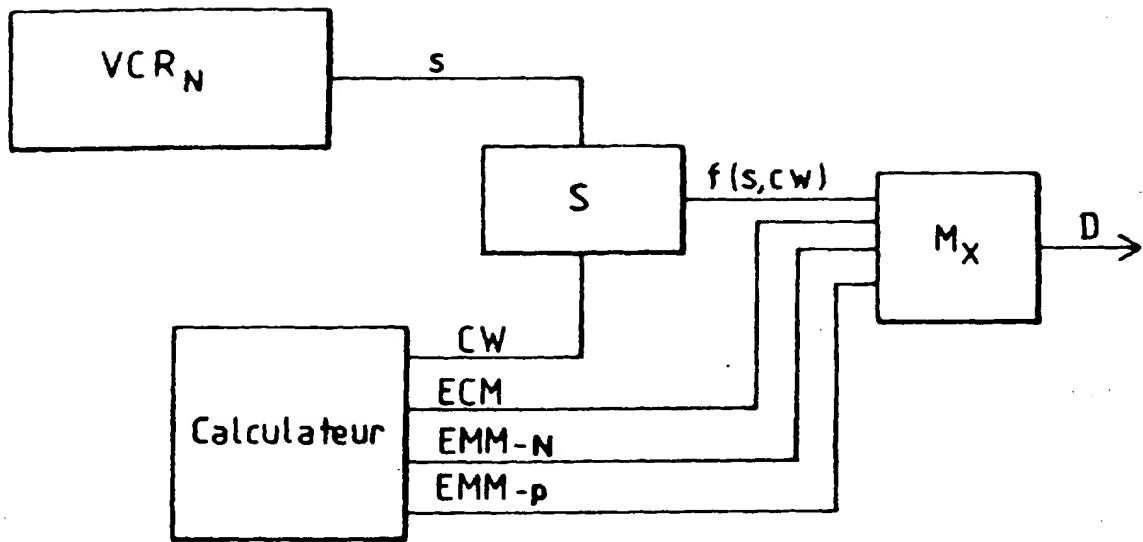 VCR_N
s
S
f(s,cw)
M_X
D
CW
ECM
Calculateur
EMM-N
EMM-p